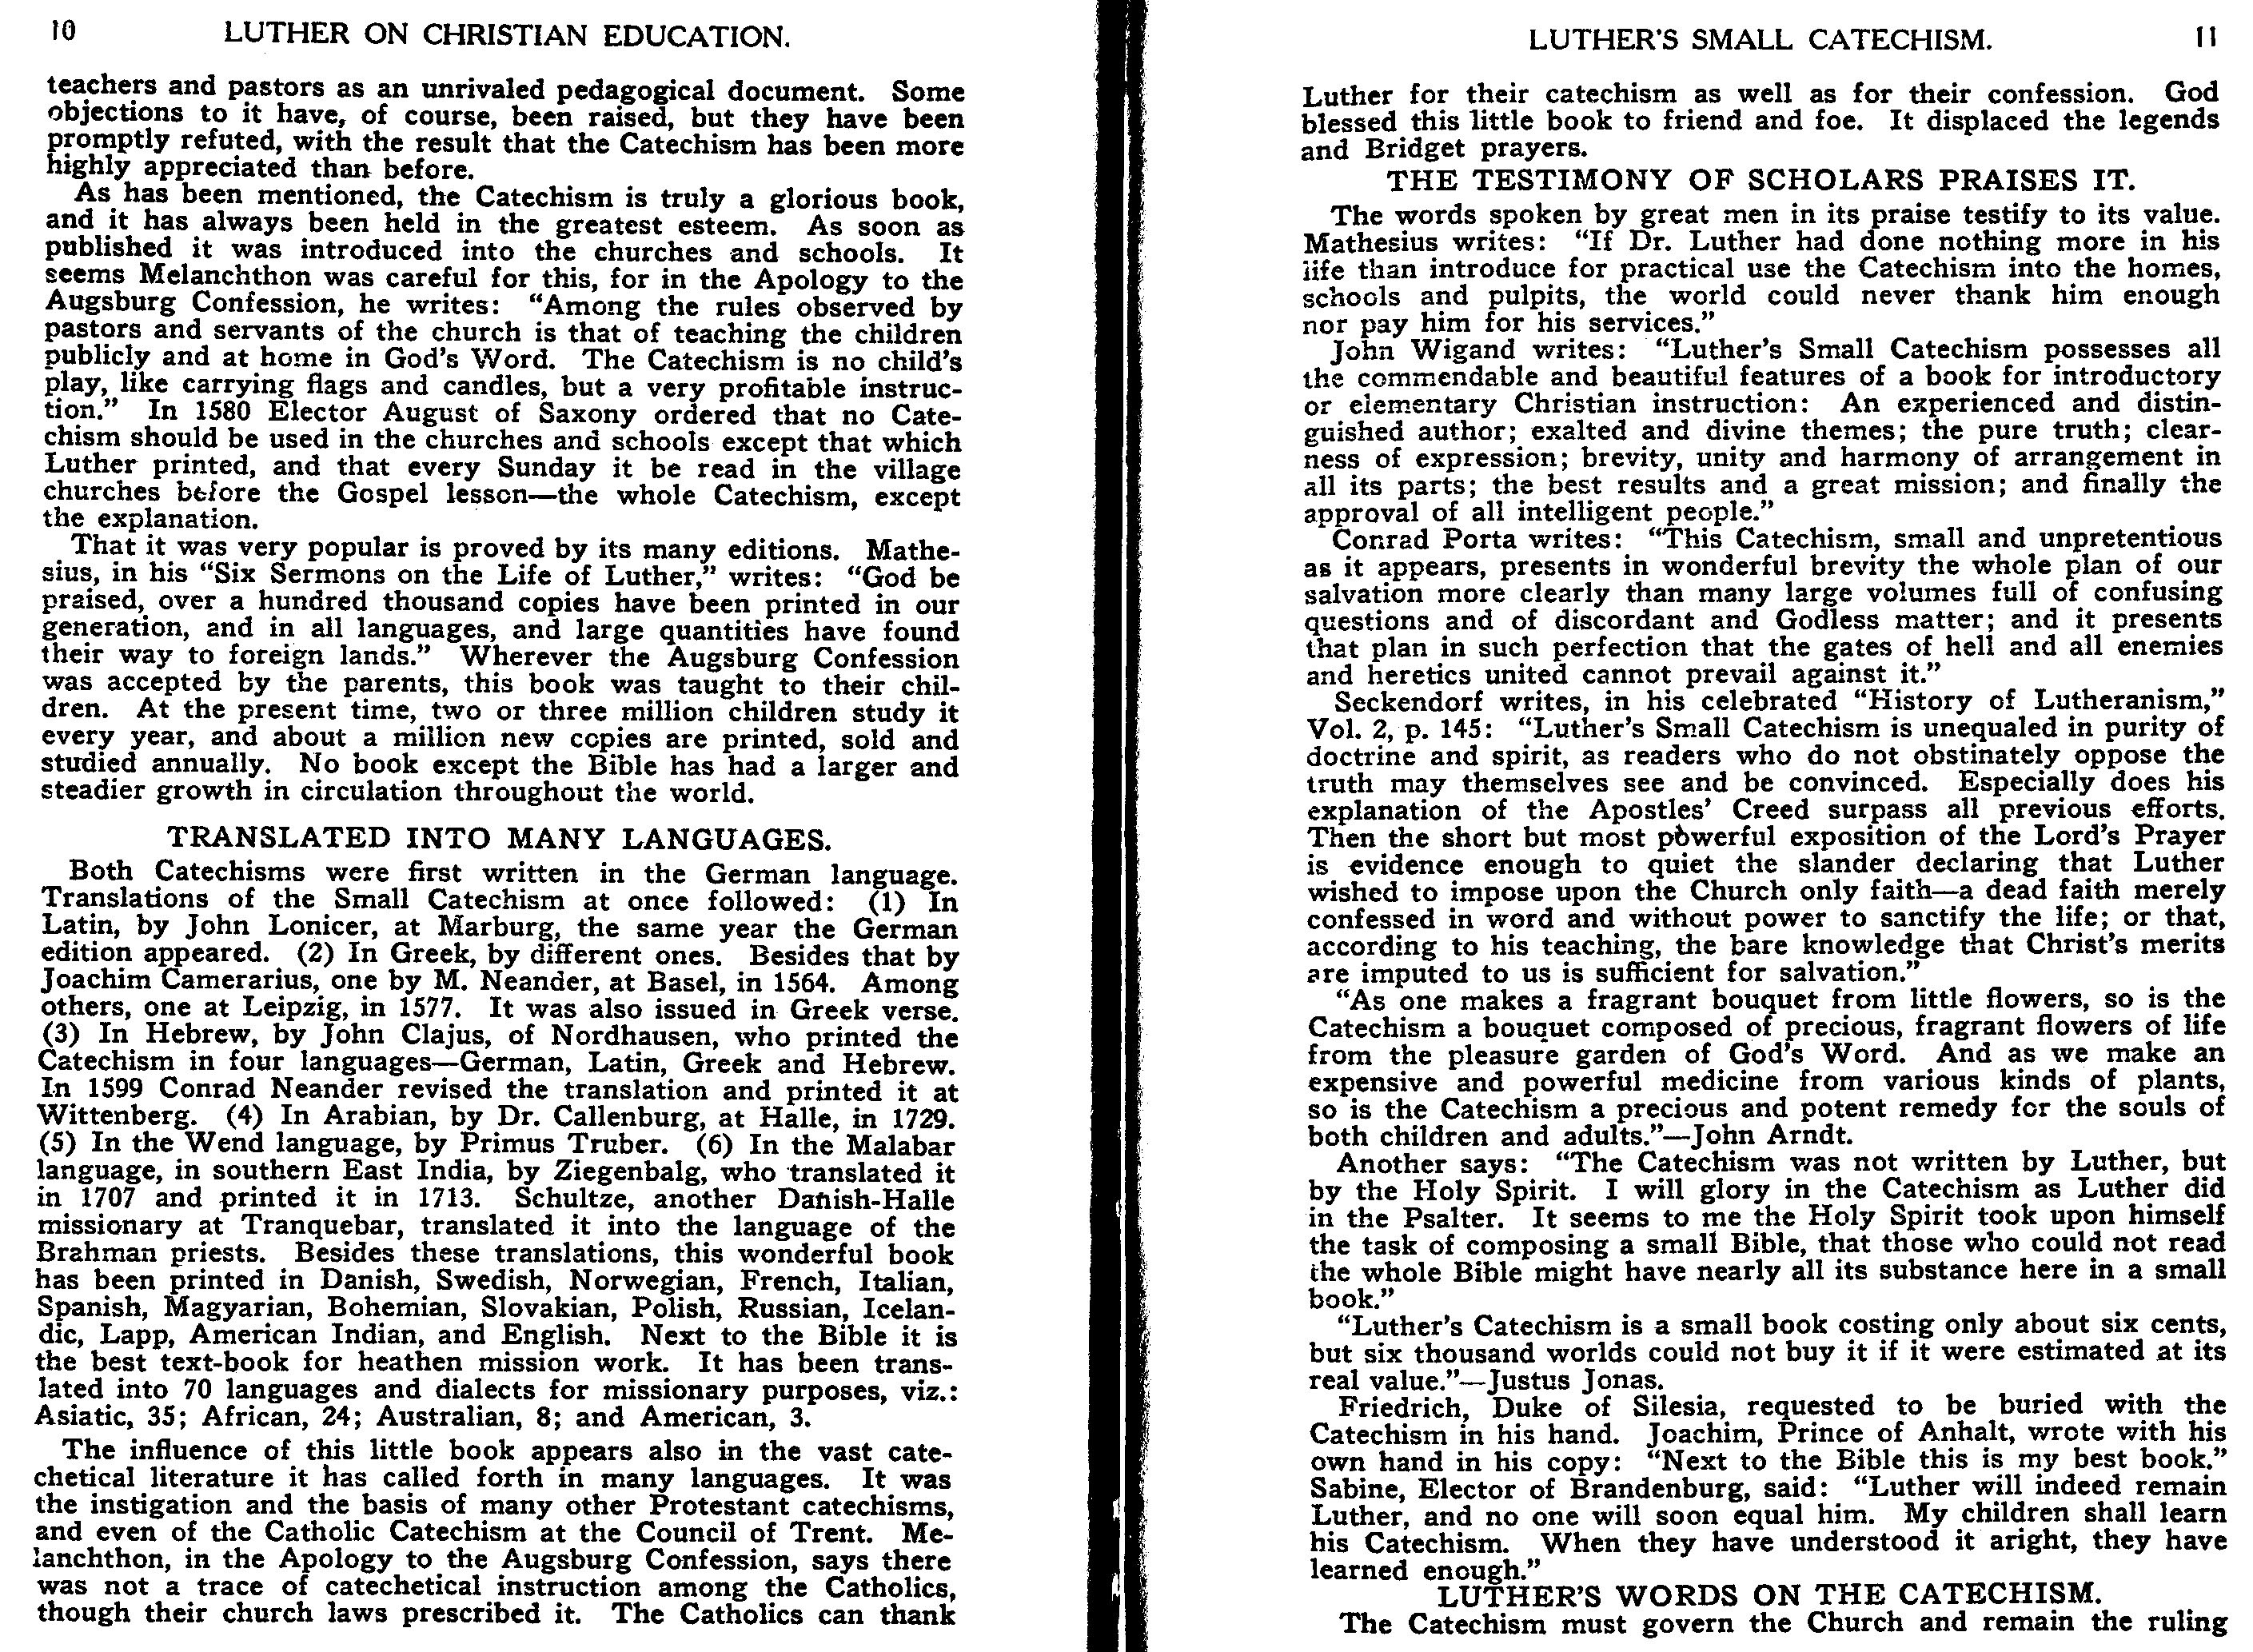 10 LUTHER ON CHRISTIAN EDUCATION.
teachers and pastors as an unrivaled pedagogical document. Some
objections to it have, of course, been raised, but they have been
promptly refuted, with the result that the Catechism has been more
highly appreciated than before.
As has been mentioned, the Catechism is truly a glorious book,
and it has always been held in the greatest esteem. As soon as
published it was introduced into the churches and schools. It
seems Melanchthon was careful for this, for in the Apology to the
Augsburg Confession, he writes: "Among the rules observed by
pastors and servants of the church is that of teaching the children
publicly and at home in God's Word. The Catechism is no child's
play, like carrying flags and candles, but a very profitable instruc-
tion." In 1580 Elector August of Saxony ordered that no Cate-
chism should be used in the churches and schools except that which
Luther printed, and that every Sunday it be read in the village
churches before the Gospel lesson—the whole Catechism, except
the explanation.
That it was very popular is proved by its many editions. Mathe-
sius, in his "Six Sermons on the Life of Luther," writes: "God be
praised, over a hundred thousand copies have been printed in our
generation, and in all languages, and large quantities have found
their way to foreign lands." Wherever the Augsburg Confession
was accepted by the parents, this book was taught to their chil-
dren. At the present time, two or three million children study it
every year, and about a million new copies are printed, sold and
studied annually. No book except the Bible has had a larger and
steadier growth in circulation throughout the world.
TRANSLATED INTO MANY LANGUAGES.
Both Catechisms were first written in the German language.
Translations of the Small Catechism at once followed: (1) In
Latin, by John Lonicer, at Marburg, the same year the German
edition appeared. (2) In Greek, by different ones. Besides that by
Joachim Camerarius, one by M. Neander, at Basel, in 1564. Among
others, one at Leipzig, in 1577. It was also issued in Greek verse.
(3) In Hebrew, by John Clajus, of Nordhausen, who printed the
Catechism in four languages—German, Latin, Greek and Hebrew.
In 1599 Conrad Neander revised the translation and printed it at
Wittenberg. (4) In Arabian, by Dr. Callenburg, at Halle, in 1729.
(5) In the Wend language, by Primus Truber. (6) In the Malabar
language, in southern East India, by Ziegenbalg, who translated it
in 1707 and printed it in 1713. Schultze, another Danish-Halle
missionary at Tranquebar, translated it into the language of the
Brahman priests. Besides these translations, this wonderful book
has been printed in Danish, Swedish, Norwegian, French, Italian,
Spanish, Magyarian, Bohemian, Slovakian, Polish, Russian, Icelan-
dic, Lapp, American Indian, and English. Next to the Bible it is
the best text-book for heathen mission work. It has been trans-
lated into 70 languages and dialects for missionary purposes, viz.:
Asiatic, 35; African, 24; Australian, 8; and American, 3.
The influence of this little book appears also in the vast cate-
chetical literature it has called forth in many languages. It was
the instigation and the basis of many other Protestant catechisms,
and even of the Catholic Catechism at the Council of Trent. Me-
lanchthon, in the Apology to the Augsburg Confession, says there
was not a trace of catechetical instruction among the Catholics,
though their church laws prescribed it. The Catholics can thank
LUTHER'S SMALL CATECHISM. 11
Luther for their catechism as well as for their confession. God
blessed this little book to friend and foe. It displaced the legends
and Bridget prayers.
THE TESTIMONY OF SCHOLARS PRAISES IT.
The words spoken by great men in its praise testify to its value.
Mathesius writes: "If Dr. Luther had done nothing more in his
life than introduce for practical use the Catechism into the homes,
schools and pulpits, the world could never thank him enough
nor pay him for his services."
John Wigand writes: "Luther's Small Catechism possesses all
the commendable and beautiful features of a book for introductory
or elementary Christian instruction: An experienced and distin-
guished author; exalted and divine themes; the pure truth; clear-
ness of expression; brevity, unity and harmony of arrangement in
all its parts; the best results and a great mission; and finally the
approval of all intelligent people."
Conrad Porta writes: "This Catechism, small and unpretentious
as it appears, presents in wonderful brevity the whole plan of our
salvation more clearly than many large volumes full of confusing
questions and of discordant and Godless matter; and it presents
that plan in such perfection that the gates of hell and all enemies
and heretics united cannot prevail against it."
Seckendorf writes, in his celebrated "History of Lutheranism,"
Vol. 2, p. 145: "Luther's Small Catechism is unequaled in purity of
doctrine and spirit, as readers who do not obstinately oppose the
truth may themselves see and be convinced. Especially does his
explanation of the Apostles' Creed surpass all previous efforts.
Then the short but most powerful exposition of the Lord's Prayer
is evidence enough to quiet the slander declaring that Luther
wished to impose upon the Church only faith—a dead faith merely
confessed in word and without power to sanctify the life; or that,
according to his teaching, the bare knowledge that Christ's merits
are imputed to us is sufficient for salvation."
"As one makes a fragrant bouquet from little flowers, so is the
Catechism a bouquet composed of precious, fragrant flowers of life
from the pleasure garden of God's Word. And as we make an
expensive and powerful medicine from various kinds of plants,
so is the Catechism a precious and potent remedy for the souls of
both children and adults."—John Arndt.
Another says: "The Catechism was not written by Luther, but
by the Holy Spirit. I will glory in the Catechism as Luther did
in the Psalter. It seems to me the Holy Spirit took upon himself
the task of composing a small Bible, that those who could not read
the whole Bible might have nearly all its substance here in a small
book."
"Luther's Catechism is a small book costing only about six cents,
but six thousand worlds could not buy it if it were estimated at its
real value."—Justus Jonas.
Friedrich, Duke of Silesia, requested to be buried with the
Catechism in his hand. Joachim, Prince of Anhalt, wrote with his
own hand in his copy: "Next to the Bible this is my best book."
Sabine, Elector of Brandenburg, said: "Luther will indeed remain
Luther, and no one will soon equal him. My children shall learn
his Catechism. When they have understood it aright, they have
learned enough."
LUTHER'S WORDS ON THE CATECHISM.
The Catechism must govern the Church and remain the ruling